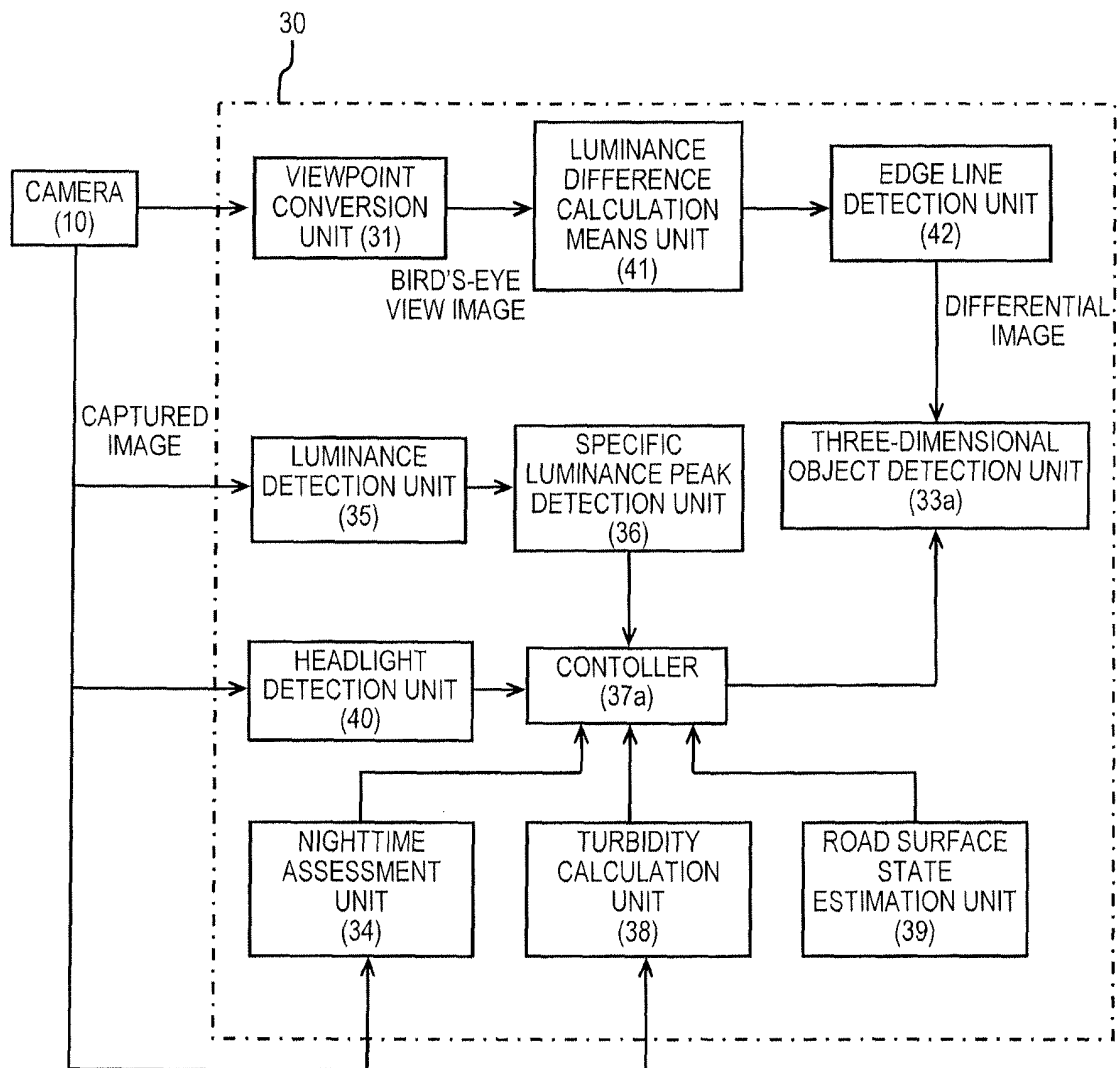 30
CAMERA
(10)
VIEWPOINT
CONVERSION
UNIT (31)
BIRD'S-EYE
VIEW IMAGE
LUMINANCE
DIFFERENCE
CALCULATION
MEANS UNIT
(41)
EDGE LINE
DETECTION UNIT
(42)
DIFFERENTIAL
IMAGE
CAPTURED
IMAGE
LUMINANCE
DETECTION UNIT
(35)
SPECIFIC
LUMINANCE PEAK
DETECTION UNIT
(36)
THREE-DIMENSIONAL
OBJECT DETECTION UNIT
(33a)
HEADLIGHT
DETECTION UNIT
(40)
CONTOLLER
(37a)
NIGHTTIME
ASSESSMENT
UNIT
(34)
TURBIDITY
CALCULATION
UNIT
(38)
ROAD SURFACE
STATE
ESTIMATION UNIT
(39)